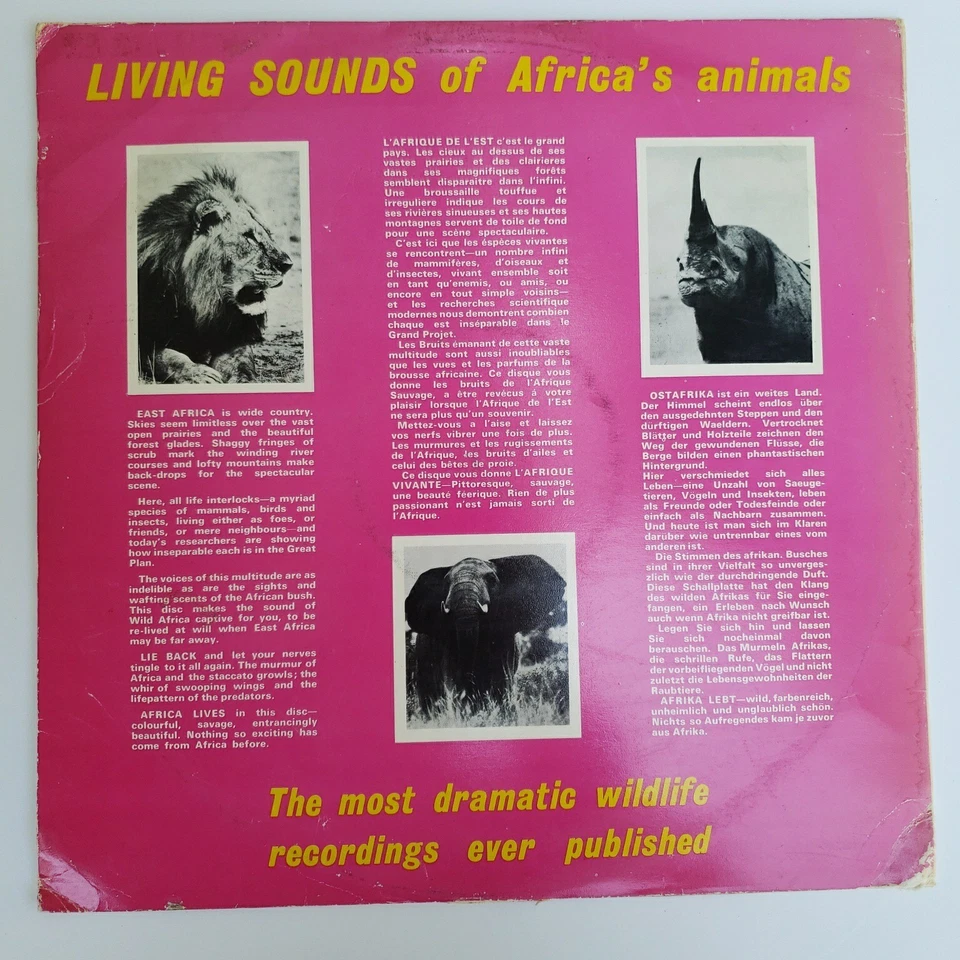 LIVING SOUNDS of Africa's animals
EAST AFRICA is wide country.
Skies seem limitless over the vast
open prairies and the beautiful
forest glades. Shaggy fringes of
scrub mark the winding river
courses and lofty mountains make
back-drops for the spectacular
scene.
Here, all life interlocks—a myriad
species of mammals, birds and
insects, living either as foes, or
friends, or mere neighbours—and
today's researchers are showing
how inseparable each is in the Great
Plan.
The voices of this multitude are as
indelible as are the sights and
wafting scents of the African bush.
This disc makes the sound of
Wild Africa captive for you, to be
re-lived at will when East Africa
may be far away.
LIE BACK and let your nerves
tingle to it all again. The murmur of
Africa and the staccato growls; the
whir of swooping wings and the
lifepattern of the predators.
AFRICA LIVES in this disc—
colourful, savage, entrancingly
beautiful. Nothing so exciting has
come from Africa before.
L'AFRIQUE DE L'EST c'est le grand
pays. Les cieux au dessus de ses
vastes prairies et des clairieres
dans ses magnifiques forêts
semblent disparaitre dans l'infini.
Une broussaille touffue et
irreguliere indique les cours de
ses rivières sinueuses et ses hautes
montagnes servent de toile de fond
pour une scéne spectaculaire.
C'est ici que les éspèces vivantes
se rencontrent—un nombre infini
de mammiféres, d'oiseaux et
d'insectes, vivant ensemble soit
en tant qu'enemis, ou amis, ou
encore en tout simple voisins—
et les recherches scientifique
modernes nous demontrent combien
chaque est inséparable dans le
Grand Projet.
Les Bruits émanant de cette vaste
multitude sont aussi inoubliables
que les vues et les parfums de la
brousse africaine. Ce disque vous
donne les bruits de l'Afrique
Sauvage, a être revécus à votre
plaisir lorsque l'Afrique de l'Est
ne sera plus qu'un souvenir.
Mettez-vous a l'aise et laissez
vos nerfs vibrer une fois de plus.
Les murmures et les rugissements
de l'Afrique, les bruits d'ailes et
celui des bêtes de proie.
Ce disque vous donne L'AFRIQUE
VIVANTE—Pittoresque, sauvage,
une beauté féerique. Rien de plus
passionant n'est jamais sorti de
l'Afrique.
OSTAFRIKA ist ein weites Land.
Der Himmel scheint endlos über
den ausgedehnten Steppen und den
dürftigen Waeldern. Vertrocknet
Blätter und Holzteile zeichnen den
Weg der gewundenen Flüsse, die
Berge bilden einen phantastischen
Hintergrund.
Hier verschmiedet sich alles
Leben—eine Unzahl von Saeuge-
tieren, Vögeln und Insekten, leben
als Freunde oder Todesfeinde oder
einfach als Nachbarn zusammen.
Und heute ist man sich im Klaren
daruber wie untrennbar eines vom
anderen ist.
Die Stimmen des afrikan. Busches
sind in ihrer Vielfalt so unverges-
zlich wie der durchdringende Duft.
Diese Schallplatte hat den Klang
des wilden Afrikas für Sie einge-
fangen, ein Erleben nach Wunsch
auch wenn Afrika nicht greifbar ist.
Legen Sie sich hin und lassen
Sie sich nocheinmal davon
berauschen. Das Murmeln Afrikas,
die schrillen Rufe, das Flattern
der vorbeifliegenden Vögel und nicht
zuletzt die Lebensgewohnheiten der
Raubtiere.
AFRIKA LEBT—wild, farbenreich,
unheimlich und unglaublich schön.
Nichts so Aufregendes kam je zuvor
aus Afrika.
The most dramatic wildlife
recordings ever published